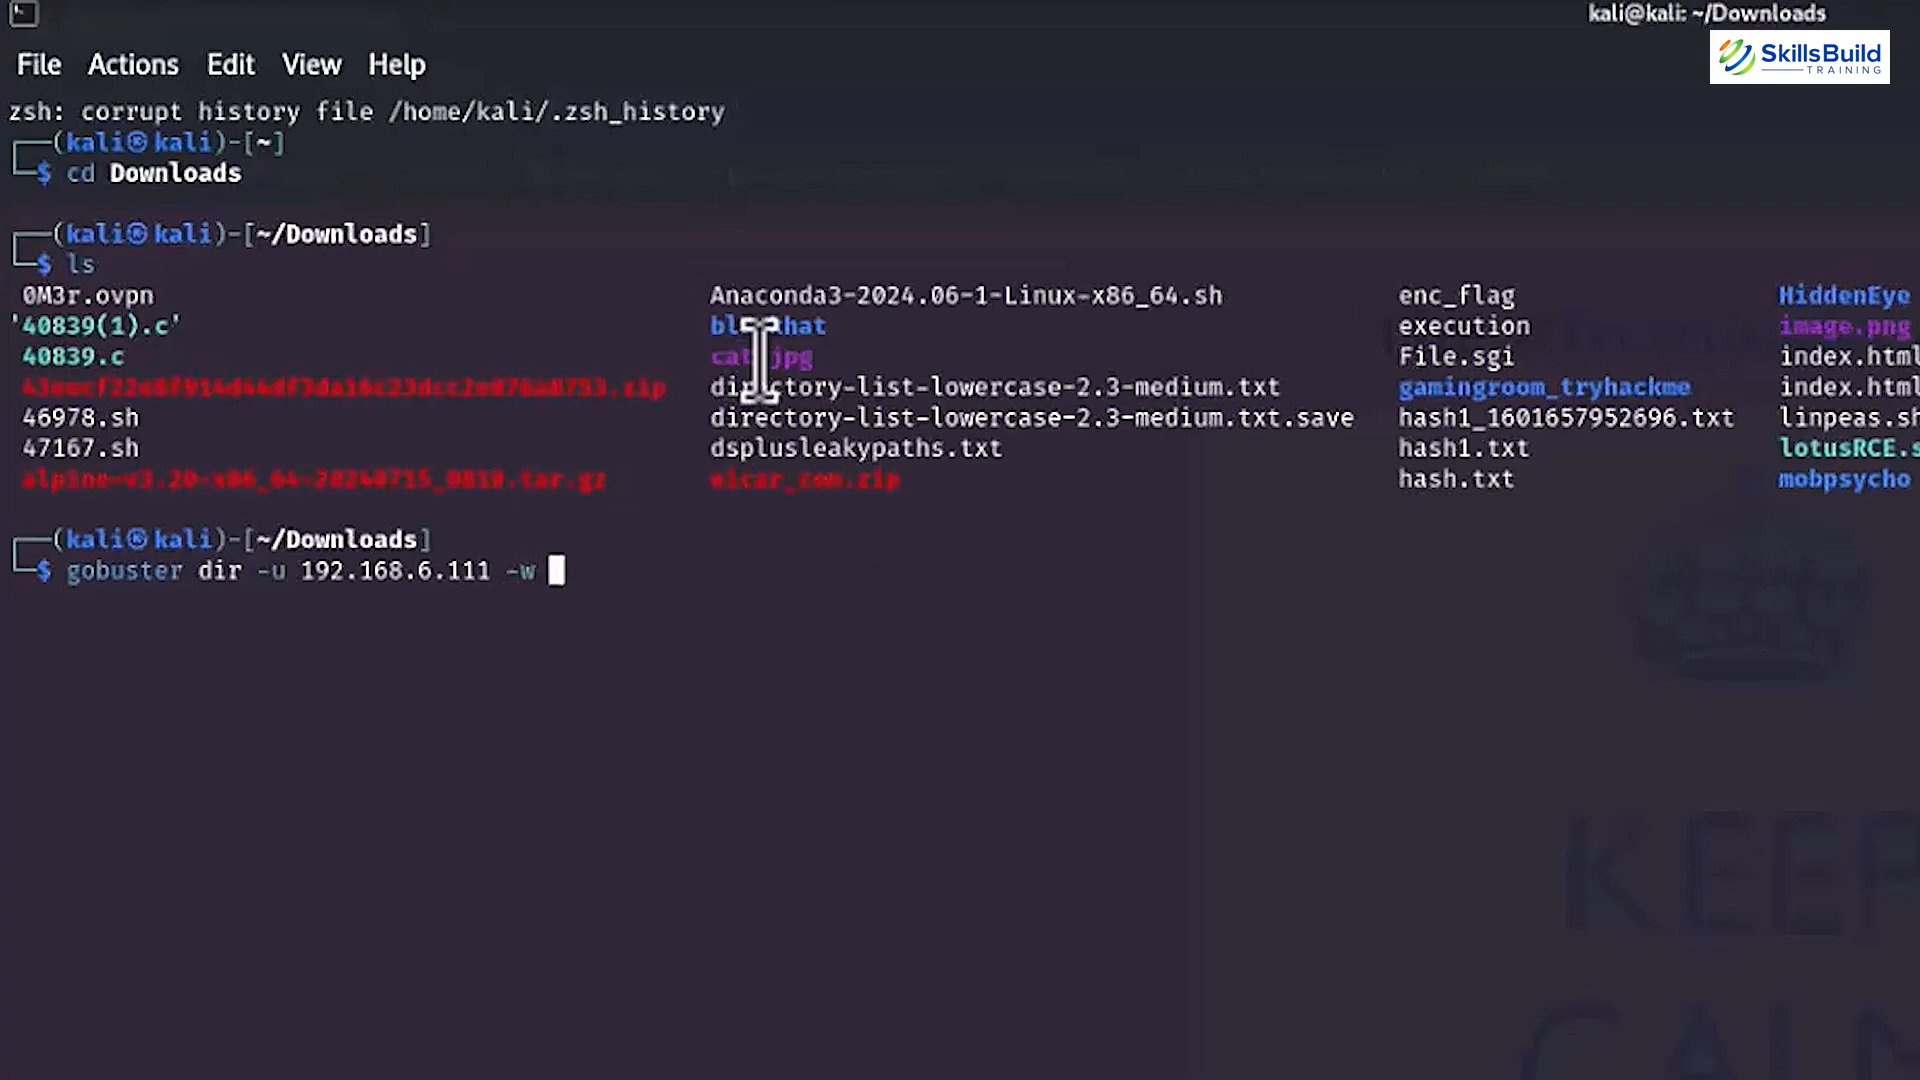 kali@kali: ~/Downloads
File Actions Edit View Help
SkillsBuild
TRAINING
zsh: corrupt history file /home/kali/.zsh_history
(kali㉿kali)-[~]
$ cd Downloads
(kali㉿kali)-[~/Downloads]
$ ls
0M3r.ovpn Anaconda3-2024.06-1-Linux-x86_64.sh enc_flag HiddenEye
'40839(1).c' execution image.png
40839.c File.sgi index.html
directory-list-lowercase-2.3-medium.txt gamingroom_tryhackme index.html
46978.sh directory-list-lowercase-2.3-medium.txt.save hash1_1601657952696.txt linpeas.sh
47167.sh dsplusleakypaths.txt hash1.txt lotusRCE.s
alpine-v3.20-x86_64-20240715_0810.tar.gz eicar_com.zip hash.txt mobpsycho
(kali㉿kali)-[~/Downloads]
$ gobuster dir -u 192.168.6.111 -w
KEEP
CALM